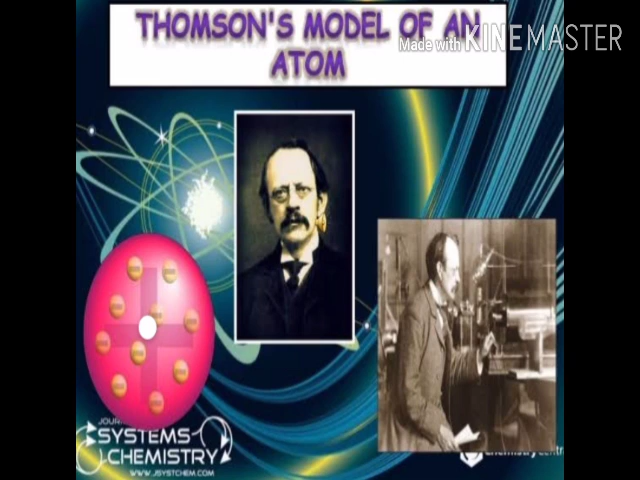 THOMSON'S MODEL OF AN
ATOM
Made with KINEMASTER
SYSTEMS
CHEMISTRY
WWW.JSYSTCHEM.COM